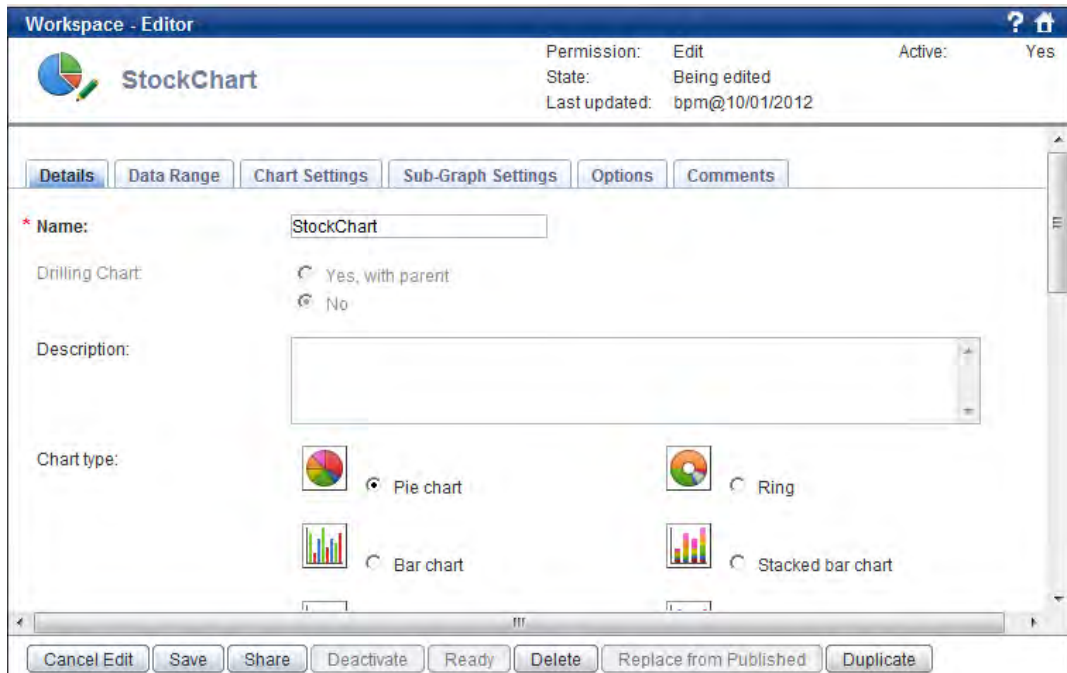 Workspace - Editor ?
StockChart
Permission: Edit Active: Yes
State: Being edited
Last updated: bpm@10/01/2012
Details Data Range Chart Settings Sub-Graph Settings Options Comments
* Name: StockChart
Drilling Chart: Yes, with parent
No
Description:
Chart type: Pie chart Ring
Bar chart Stacked bar chart
Cancel Edit Save Share Deactivate Ready Delete Replace from Published Duplicate